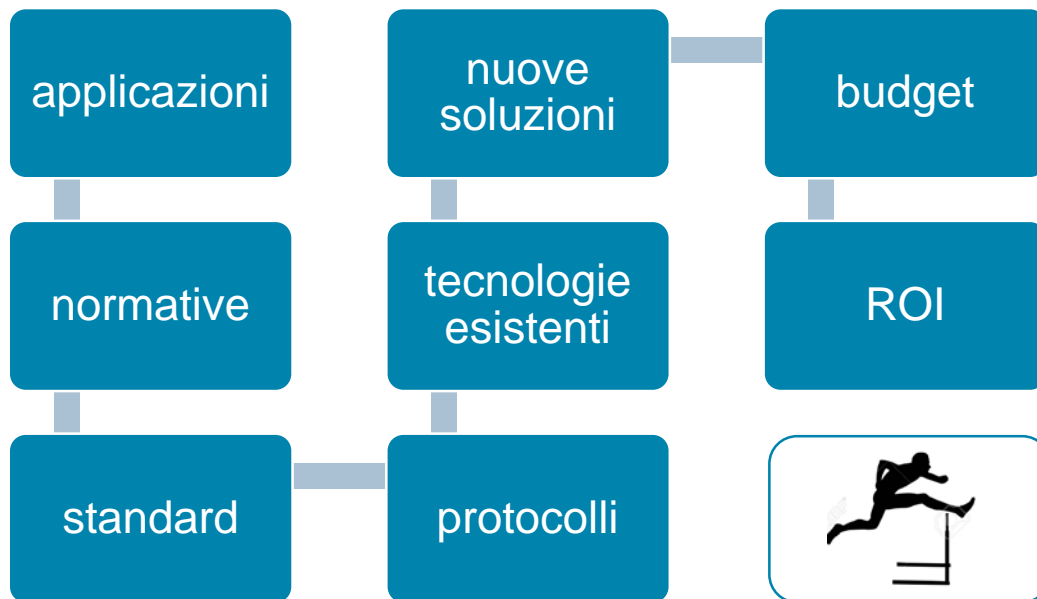 applicazioni
normative
standard
protocolli
tecnologie
esistenti
nuove
soluzioni
budget
ROI